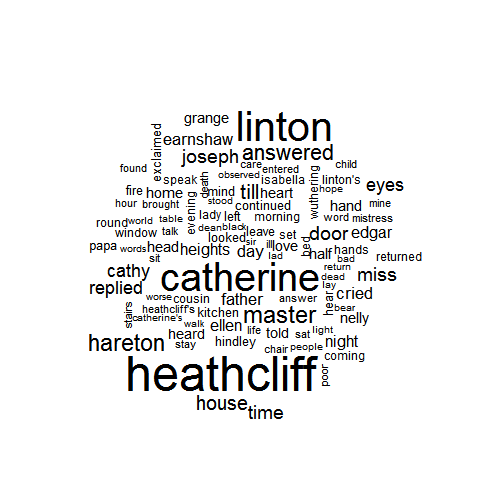 grange
linton
exclaimed
earnshaw
joseph
answered
found
care
entered
child
speak
death
observed
isabella
linton's
eyes
fire
home
evening
mind
till
heart
wuthering
hope
hour
brought
stood
continued
hand
mine
round
world
table
lady
left
morning
word
mistress
window
talk
dean
black
looked
leave
set
door
edgar
papa
words
head
heights
day
sir
ill
love
bed
half
hands
returned
sit
lad
bad
cathy
catherine
return
miss
dead
replied
worse
cousin
father
answer
lay
cried
stairs
heathcliff's
kitchen
master
hear
bear
catherine's
walk
ellen
life
told
sat
light
nelly
hareton
heard
stay
hindley
chair
people
night
coming
heathcliff
poor
house
time